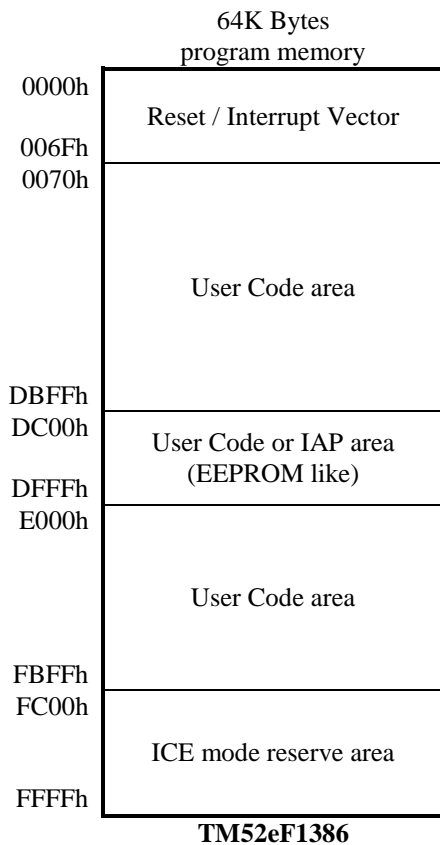 64K Bytes
program memory
0000h
Reset / Interrupt Vector
006Fh
0070h
User Code area
DBFFh
DC00h
User Code or IAP area
(EEPROM like)
DFFFh
E000h
User Code area
FBFFh
FC00h
ICE mode reserve area
FFFFh
TM52eF1386